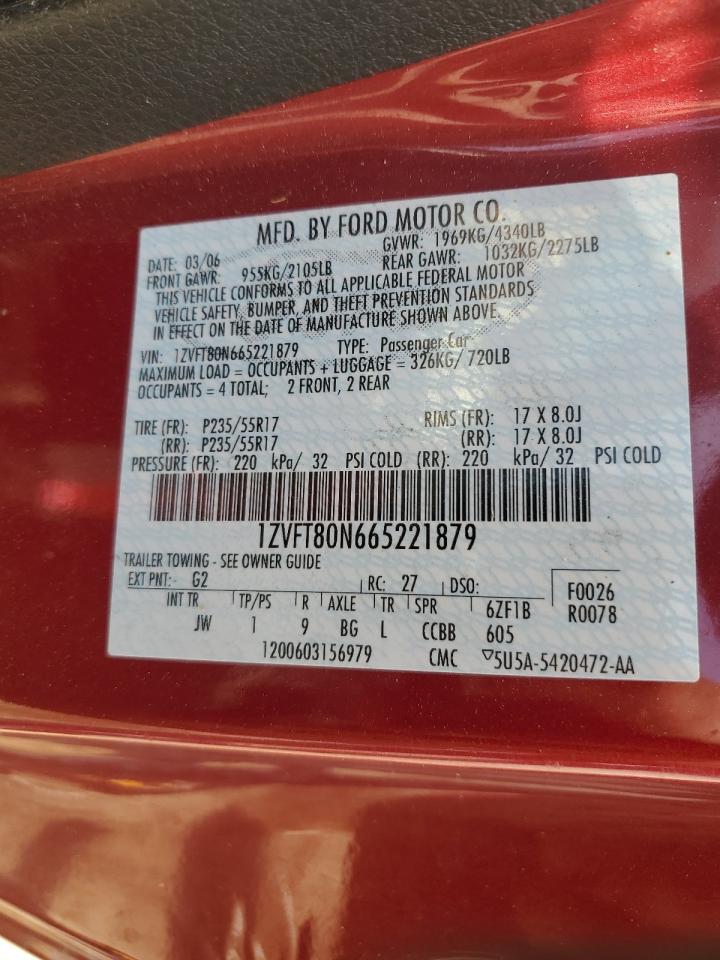 MFD. BY FORD MOTOR CO.
DATE: 03/06 GVWR: 1969KG/4340LB
FRONT GAWR: 955KG/2105LB REAR GAWR: 1032KG/2275LB
THIS VEHICLE CONFORMS TO ALL APPLICABLE FEDERAL MOTOR
VEHICLE SAFETY, BUMPER, AND THEFT PREVENTION STANDARDS
IN EFFECT ON THE DATE OF MANUFACTURE SHOWN ABOVE.
VIN: 1ZVFT80N665221879 TYPE: Passenger Car
MAXIMUM LOAD = OCCUPANTS + LUGGAGE = 326KG/ 720LB
OCCUPANTS = 4 TOTAL; 2 FRONT, 2 REAR
TIRE (FR): P235/55R17 RIMS (FR): 17 X 8.0J
(RR): P235/55R17 (RR): 17 X 8.0J
PRESSURE (FR): 220 kPa/ 32 PSI COLD (RR): 220 kPa/ 32 PSI COLD
1ZVFT80N665221879
TRAILER TOWING - SEE OWNER GUIDE
EXT PNT: G2 RC: 27 DSO: F0026
INT TR TP/PS R AXLE TR SPR 6ZF1B R0078
JW 1 9 BG L CCBB 605
1200603156979 CMC ▽5U5A-5420472-AA